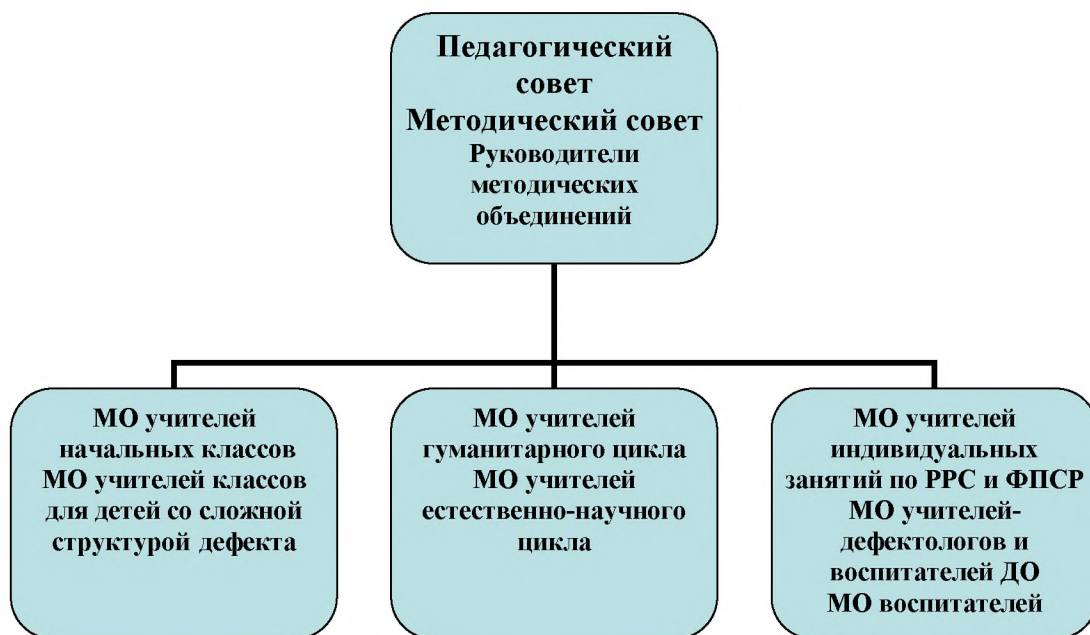 Педагогический
совет
Методический совет
Руководители
методических
объединений
МО учителей
начальных классов
МО учителей классов
для детей со сложной
структурой дефекта
МО учителей
гуманитарного цикла
МО учителей
естественно-научного
цикла
МО учителей
индивидуальных
занятий по РРС и ФПСР
МО учителей-
дефектологов и
воспитателей ДО
МО воспитателей